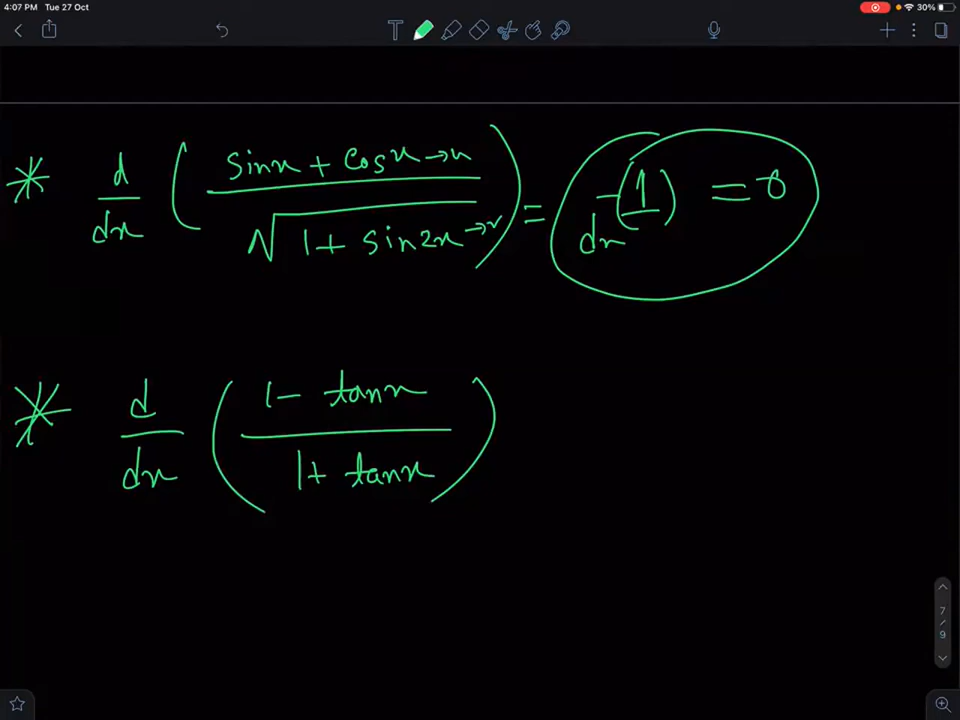 4:07 PM Tue 27 Oct 30%
* d/dx ( (sinx + cosx → x) / √(1 + sin2x → x) ) = d/dx (1) = 0
* d/dx ( (1 - tanx) / (1 + tanx) )
7
/
9